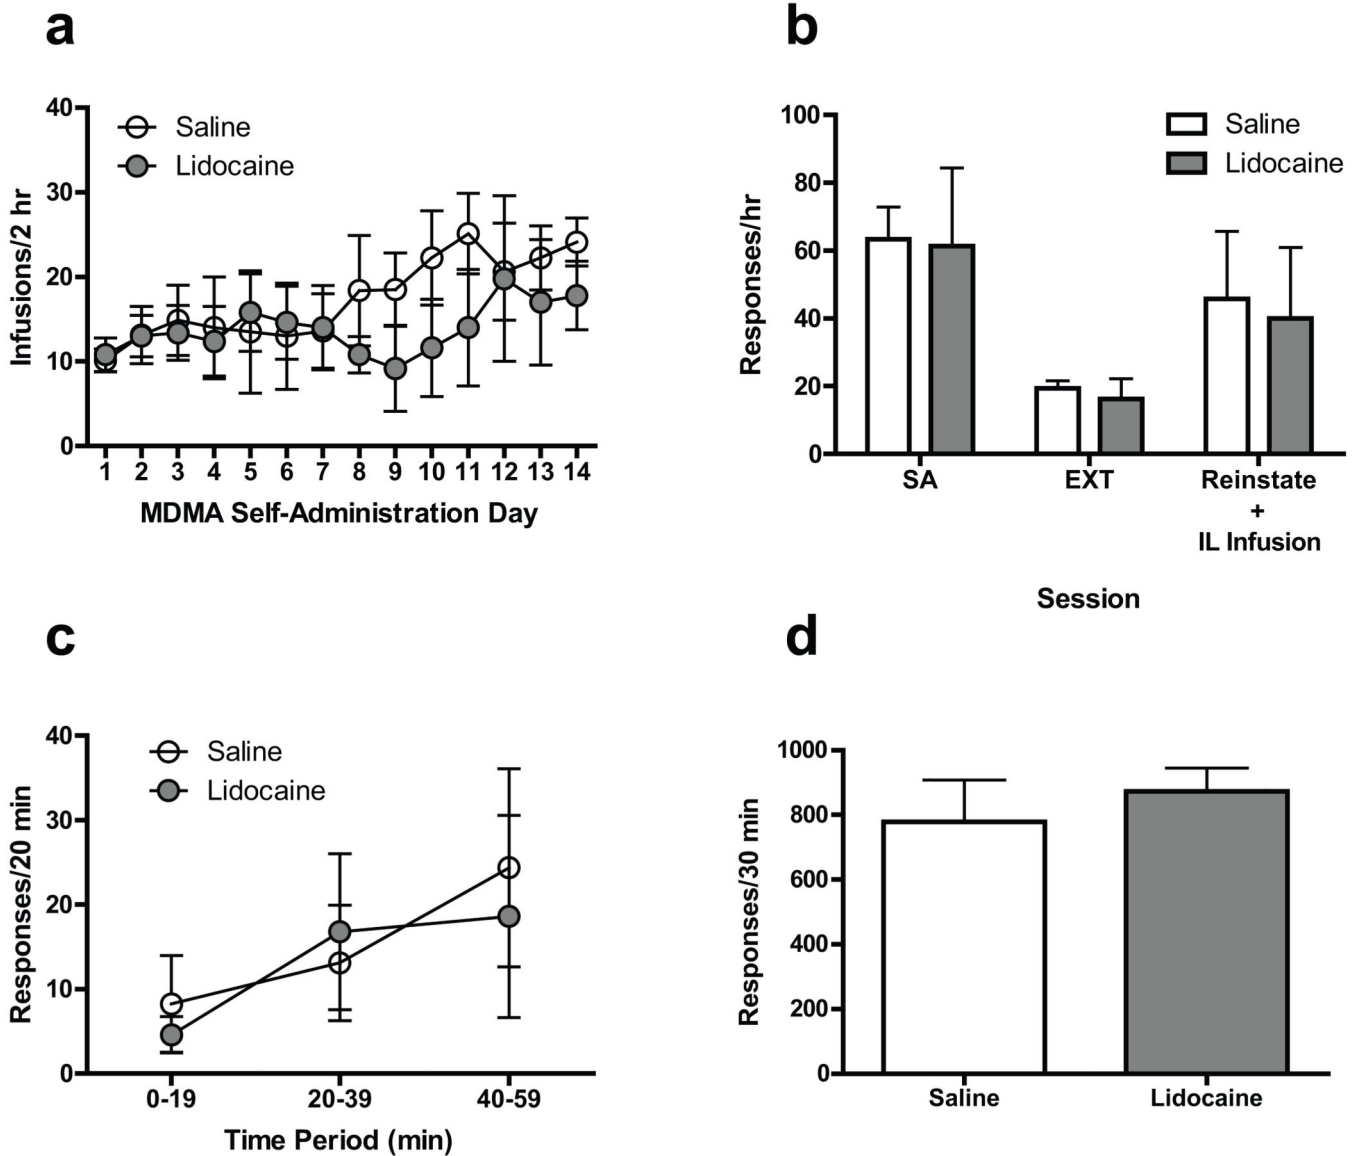 a
40
30
20
10
0
Infusions/2 hr
Saline
Lidocaine
1 2 3 4 5 6 7 8 9 10 11 12 13 14
MDMA Self-Administration Day
b
100
80
60
40
20
0
Responses/hr
Saline
Lidocaine
SA EXT Reinstate
+
IL Infusion
Session
c
40
30
20
10
0
Responses/20 min
Saline
Lidocaine
0-19 20-39 40-59
Time Period (min)
d
1000
800
600
400
200
0
Responses/30 min
Saline Lidocaine